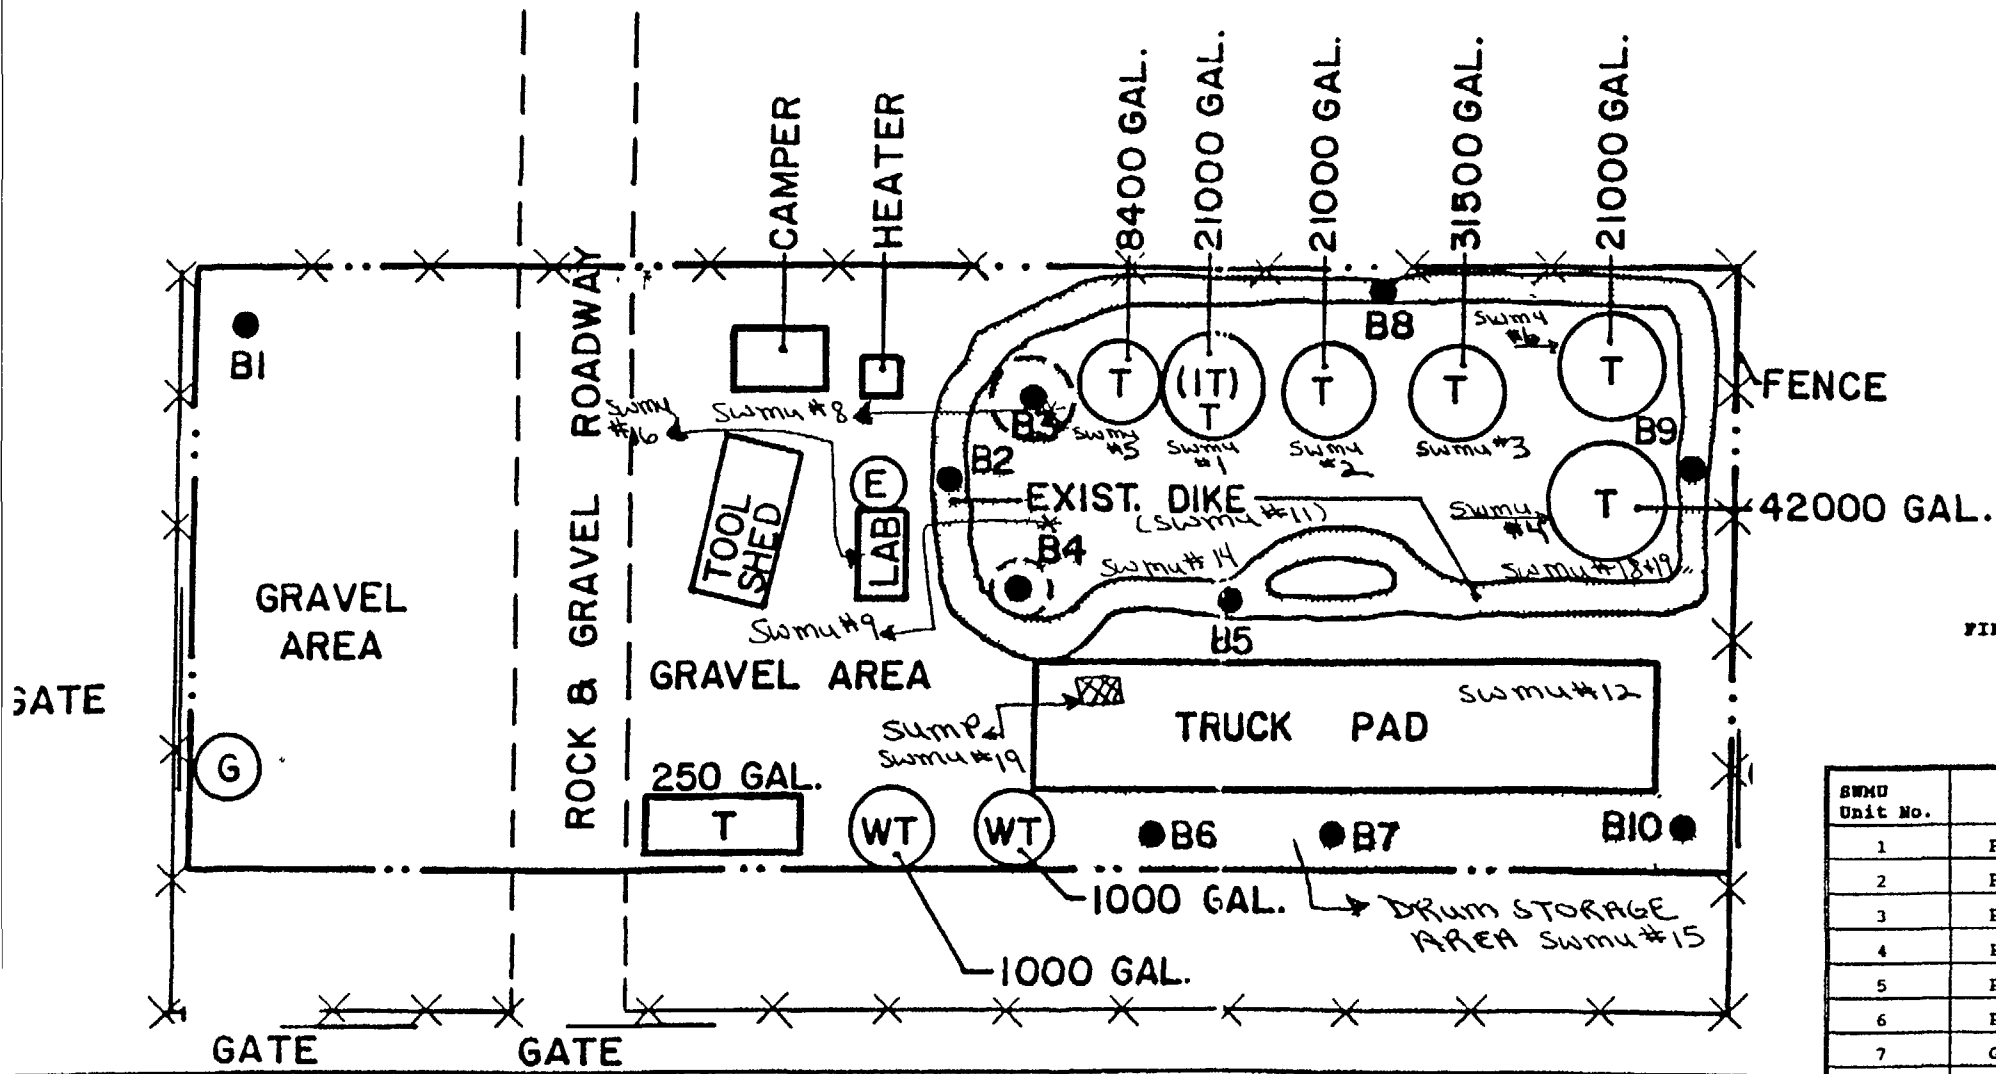 8400 GAL.
21000 GAL.
21000 GAL.
31500 GAL.
21000 GAL.
CAMPER
HEATER
B1
B8
swmu
#6
T
T
(IT)
T
T
T
FENCE
B3
swmu
#16
Swmu #8
swmu
#5
swmu
#1
swmu
#2
swmu #3
B9
B2
E
EXIST. DIKE
(swmu #11)
swmu
#4
T
42000 GAL.
TOOL
SHED
LAB
B4
swmu #14
swmu #18 #19
GRAVEL
AREA
ROCK & GRAVEL ROADWAY
Swmu #9
B5
GRAVEL AREA
GATE
SUMP
swmu #19
TRUCK PAD
swmu #12
G
250 GAL.
T
WT
WT
B6
B7
B10
1000 GAL.
1000 GAL.
DRUM STORAGE
AREA swmu #15
GATE
GATE
SWMU
Unit No.
1
2
3
4
5
6
7